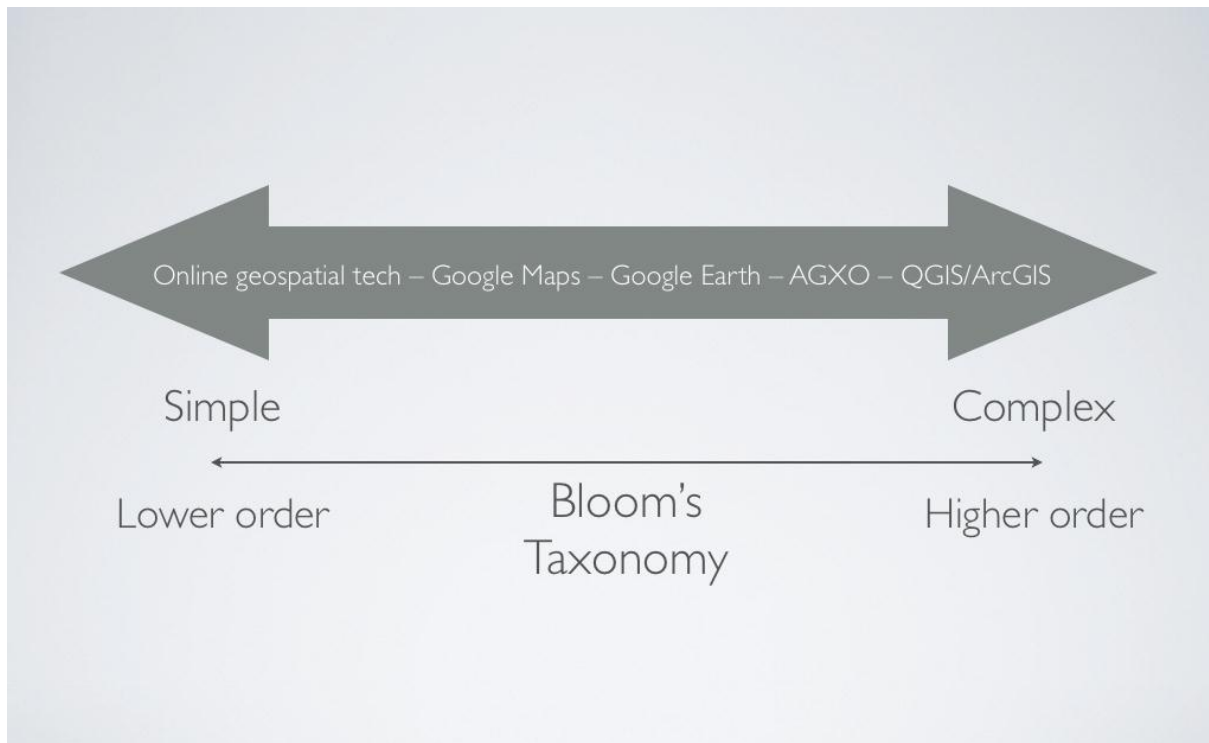 Online geospatial tech – Google Maps – Google Earth – AGXO – QGIS/ArcGIS
Simple
Complex
Lower order
Bloom’s
Taxonomy
Higher order